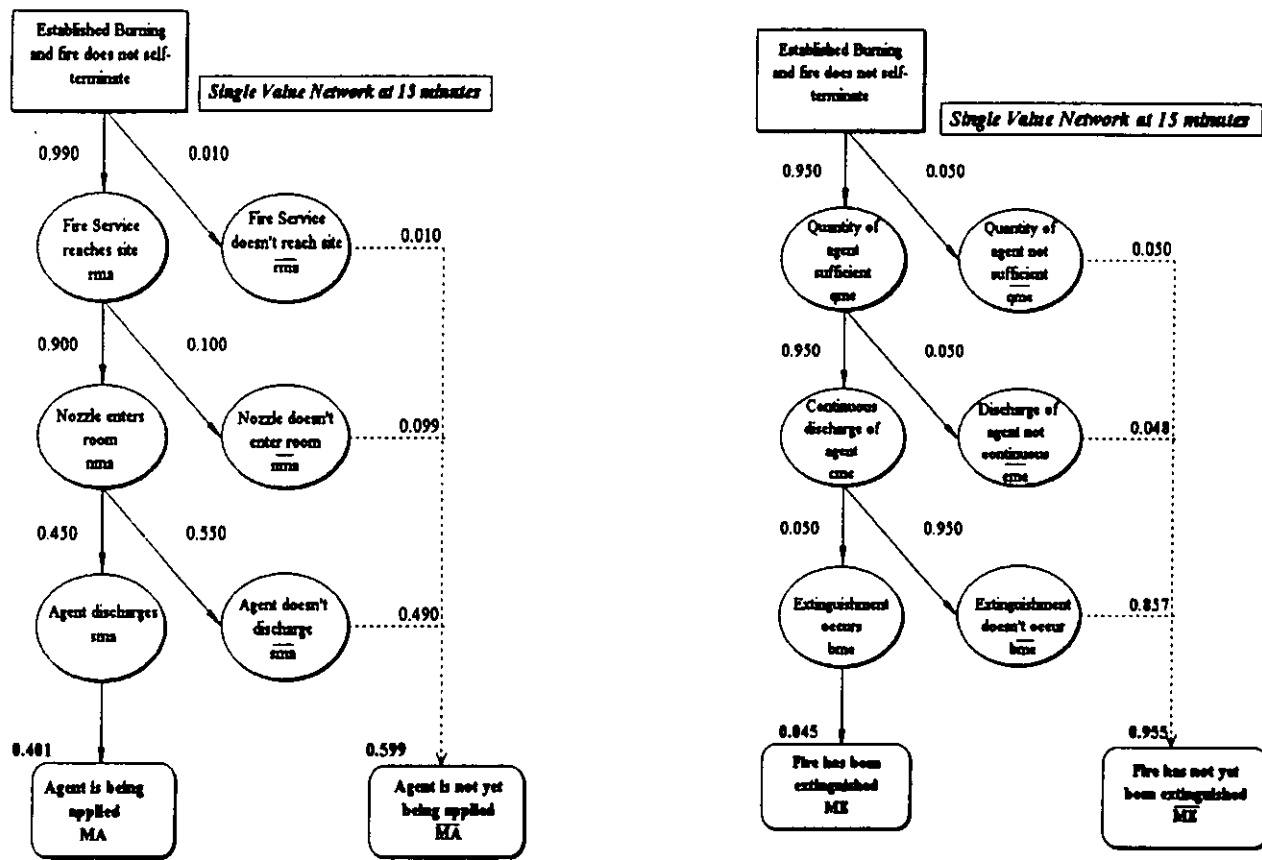 Established Burning
and fire does not self-
terminate
Single Value Network at 15 minutes
0.990
0.010
Fire Service
reaches site
rma
Fire Service
doesn't reach site
rma
0.010
0.900
0.100
Nozzle enters
room
nma
Nozzle doesn't
enter room
nma
0.099
0.450
0.550
Agent discharges
sma
Agent doesn't
discharge
sma
0.490
0.401
Agent is being
applied
MA
0.599
Agent is not yet
being applied
MA
Established Burning
and fire does not self-
terminate
Single Value Network at 15 minutes
0.950
0.050
Quantity of
agent
sufficient
qme
Quantity of
agent not
sufficient
qme
0.050
0.950
0.050
Continuous
discharge of
agent
cme
Discharge of
agent not
continuous
cme
0.048
0.050
0.950
Extinguishment
occurs
bme
Extinguishment
doesn't occur
bme
0.857
0.045
Fire has been
extinguished
ME
0.955
Fire has not yet
been extinguished
ME